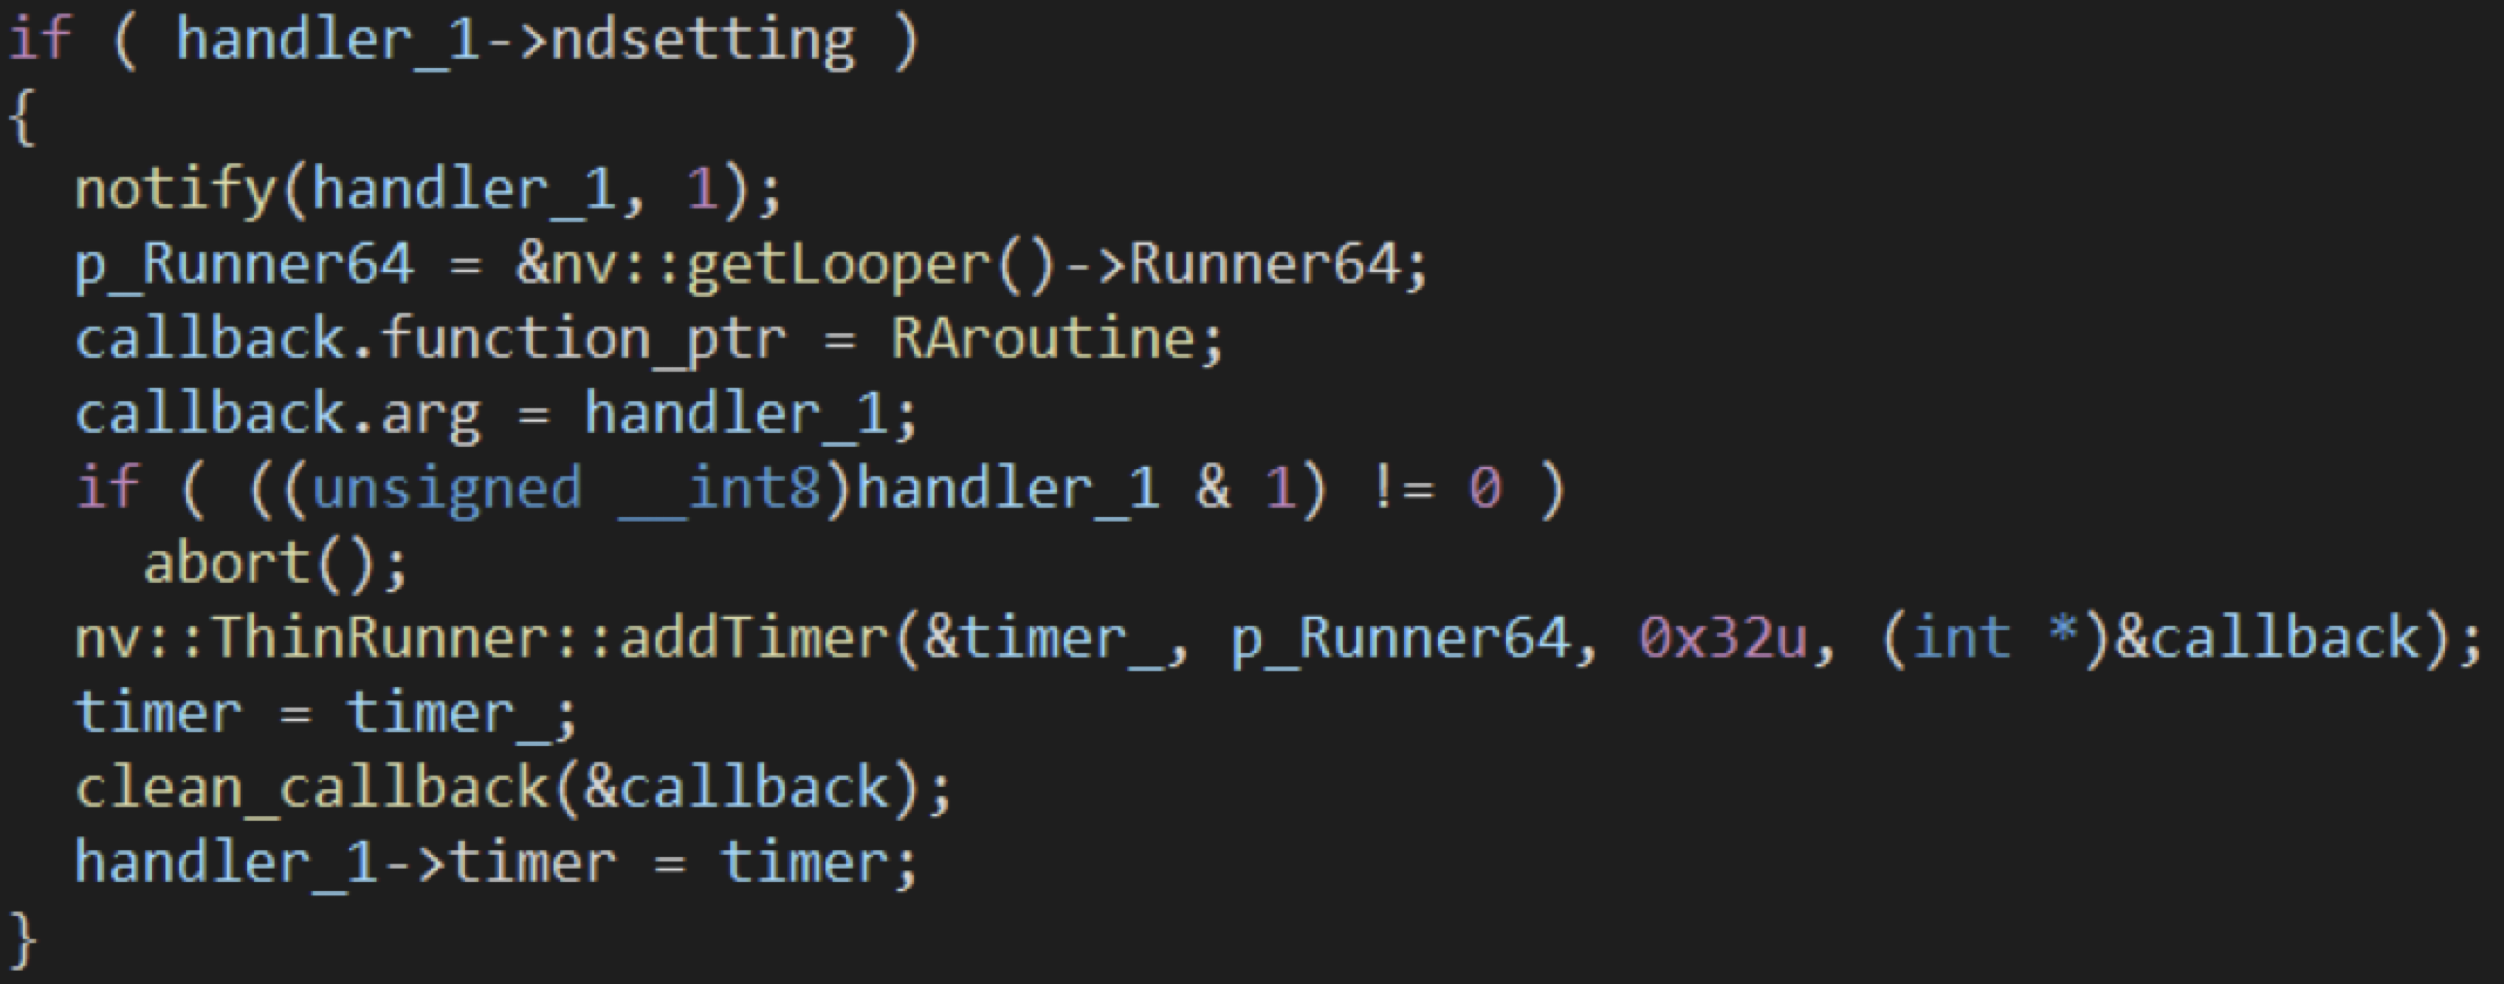 if ( handler_1->ndsetting )
{
  notify(handler_1, 1);
  p_Runner64 = &nv::getLooper()->Runner64;
  callback.function_ptr = RAroutine;
  callback.arg = handler_1;
  if ( ((unsigned __int8)handler_1 & 1) != 0 )
    abort();
  nv::ThinRunner::addTimer(&timer_, p_Runner64, 0x32u, (int *)&callback);
  timer = timer_;
  clean_callback(&callback);
  handler_1->timer = timer;
}